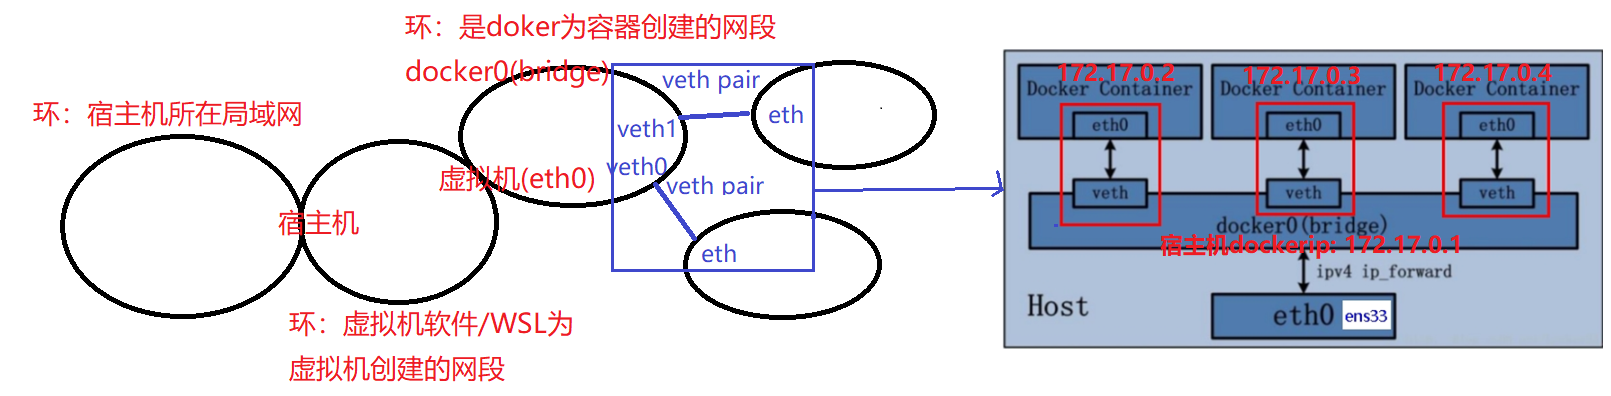 环：是doker为容器创建的网段
docker0(bridge)
环：宿主机所在局域网
veth pair
veth1
eth
veth0
虚拟机(eth0)
veth pair
宿主机
eth
环：虚拟机软件/WSL为
虚拟机创建的网段
172.17.0.2
172.17.0.3
172.17.0.4
Docker Container
Docker Container
Docker Container
eth0
eth0
eth0
veth
veth
veth
docker0(bridge)
宿主机dockerip: 172.17.0.1
ipv4 ip_forward
Host
eth0
ens33